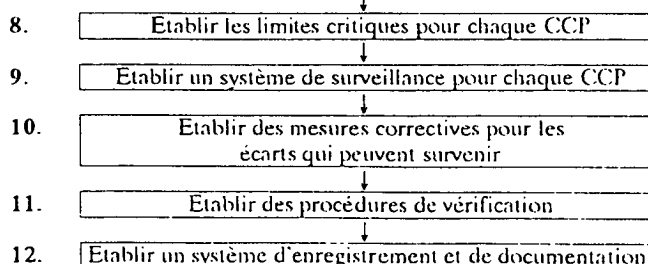 8. Etablir les limites critiques pour chaque CCP
9. Etablir un système de surveillance pour chaque CCP
10. Etablir des mesures correctives pour les
écarts qui peuvent survenir
11. Etablir des procédures de vérification
12. Etablir un système d'enregistrement et de documentation